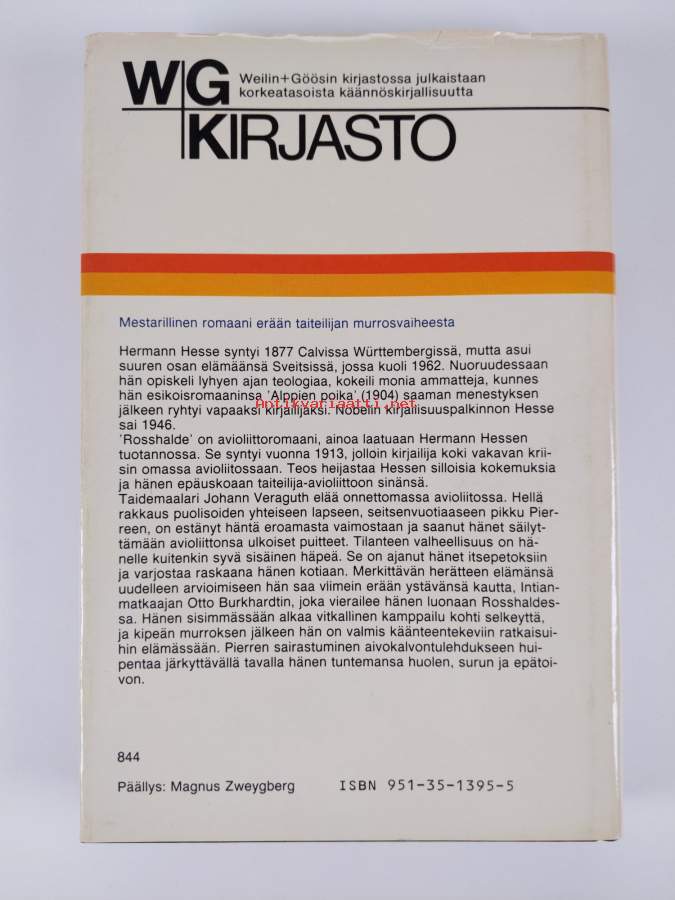 WG Weilin+Göösin kirjastossa julkaistaan
korkeatasoista käännöskirjallisuutta
KIRJASTO
Mestarillinen romaani erään taiteilijan murrosvaiheesta
Hermann Hesse syntyi 1877 Calvissa Württembergissä, mutta asui
suuren osan elämäänsä Sveitsissä, jossa kuoli 1962. Nuoruudessaan
hän opiskeli lyhyen ajan teologiaa, kokeili monia ammatteja, kunnes
hän esikoisromaaninsa 'Alppien poika' (1904) saaman menestyksen
Antikvariaatti.net
jälkeen ryhtyi vapaaksi kirjailijaksi. Nobelin kirjallisuuspalkinnon Hesse
sai 1946.
'Rosshalde' on avioliittoromaani, ainoa laatuaan Hermann Hessen
tuotannossa. Se syntyi vuonna 1913, jolloin kirjailija koki vakavan krii-
sin omassa avioliitossaan. Teos heijastaa Hessen silloisia kokemuksia
ja hänen epäuskoaan taiteilija-avioliittoon sinänsä.
Taidemaalari Johann Veraguth elää onnettomassa avioliitossa. Hellä
rakkaus puolisoiden yhteiseen lapseen, seitsenvuotiaaseen pikku Pier-
reen, on estänyt häntä eroamasta vaimostaan ja saanut hänet säilyt-
tämään avioliittonsa ulkoiset puitteet. Tilanteen valheellisuus on hä-
nelle kuitenkin syvä sisäinen häpeä. Se on ajanut hänet itsepetoksiin
ja varjostaa raskaana hänen kotiaan. Merkittävän herätteen elämänsä
uudelleen arvioimiseen hän saa viimein erään ystävänsä kautta, Intian-
matkaajan Otto Burkhardtin, joka vierailee hänen luonaan Rosshaldes-
sa. Hänen sisimmässään alkaa vitkallinen kamppailu kohti selkeyttä,
ja kipeän murroksen jälkeen hän on valmis käänteentekeviin ratkaisui-
hin elämässään. Pierren sairastuminen aivokalvontulehdukseen hui-
pentaa järkyttävällä tavalla hänen tuntemansa huolen, surun ja epätoi-
von.
844
Päällys: Magnus Zweygberg ISBN 951-35-1395-5